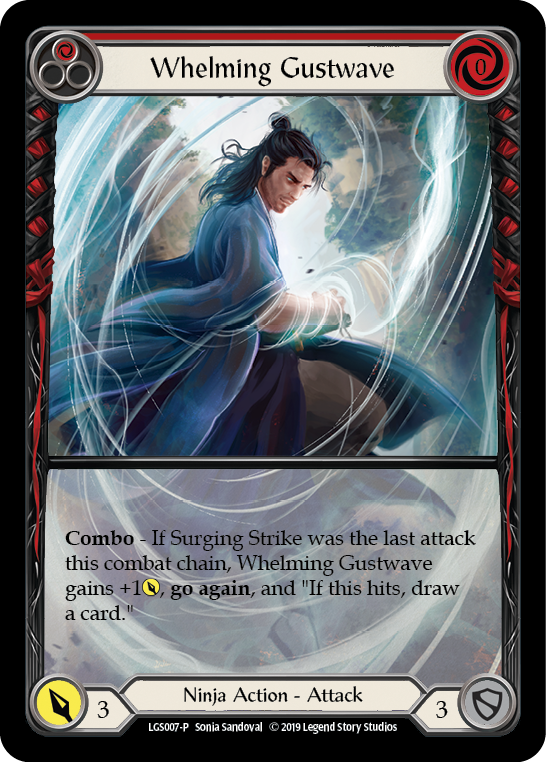 Whelming Gustwave
0
Combo - If Surging Strike was the last attack
this combat chain, Whelming Gustwave
gains +1, go again, and "If this hits, draw
a card."
3
Ninja Action - Attack
3
LGS007-P Sonia Sandoval © 2019 Legend Story Studios